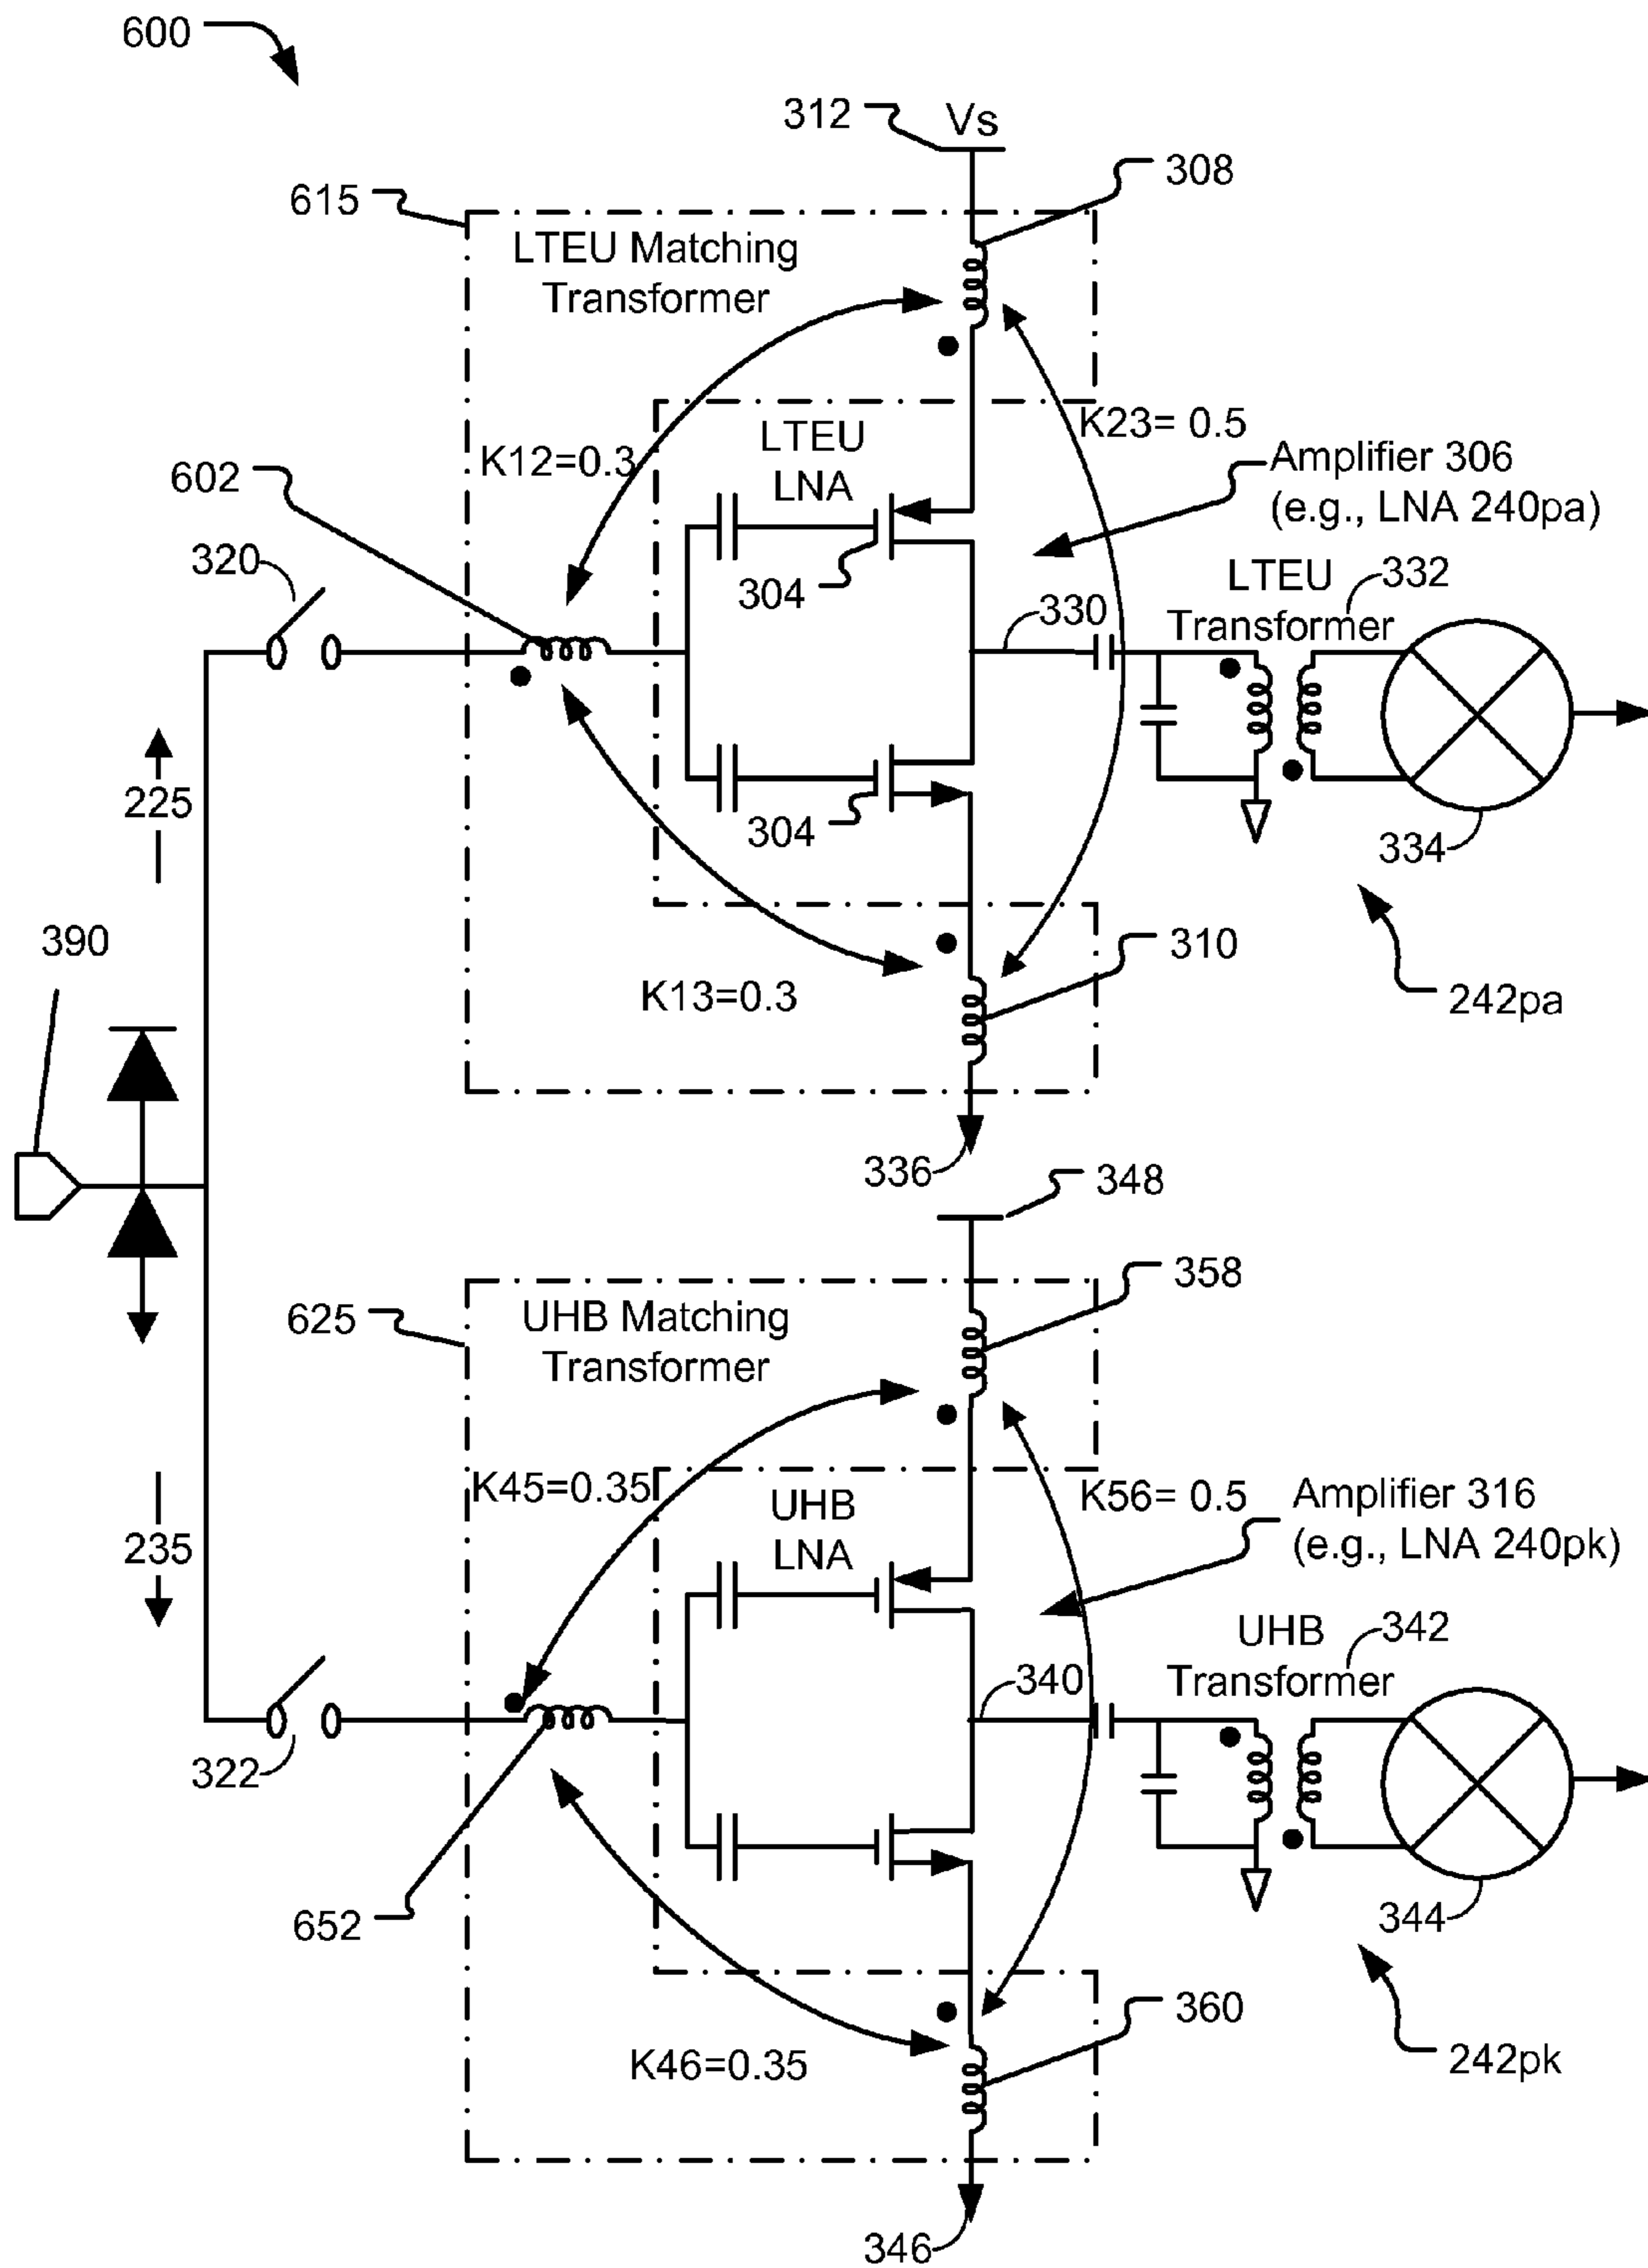 600
312
Vs
308
615
LTEU Matching
Transformer
K23= 0.5
K12=0.3
LTEU
LNA
602
Amplifier 306
(e.g., LNA 240pa)
320
304
330
LTEU
Transformer
332
225
304
334
390
310
K13=0.3
242pa
336
348
358
625
UHB Matching
Transformer
K45=0.35
K56= 0.5
UHB
LNA
Amplifier 316
(e.g., LNA 240pk)
235
340
UHB
Transformer
342
322
652
344
360
K46=0.35
242pk
346